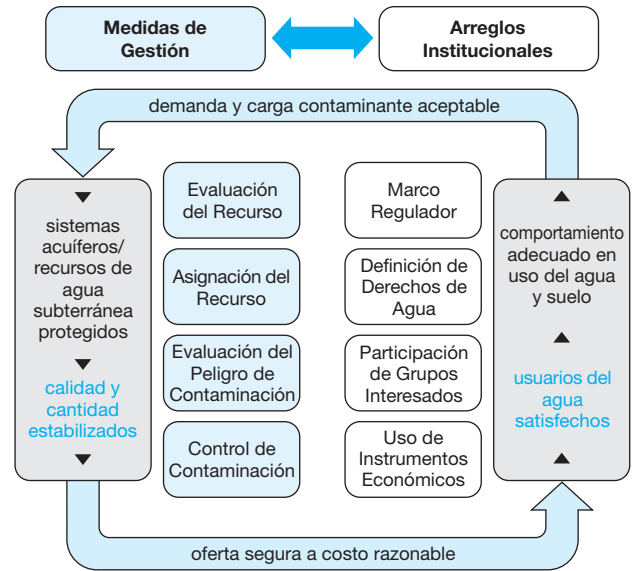 Medidas de
Gestión
Arreglos
Institucionales
demanda y carga contaminante aceptable
sistemas
acuíferos/
recursos de
agua
subterránea
protegidos
calidad y
cantidad
estabilizados
Evaluación
del Recurso
Asignación del
Recurso
Evaluación del
Peligro de
Contaminación
Control de
Contaminación
Marco
Regulador
Definición de
Derechos de
Agua
Participación
de Grupos
Interesados
Uso de
Instrumentos
Económicos
comportamiento
adecuado en
uso del agua
y suelo
usuarios del
agua
satisfechos
oferta segura a costo razonable